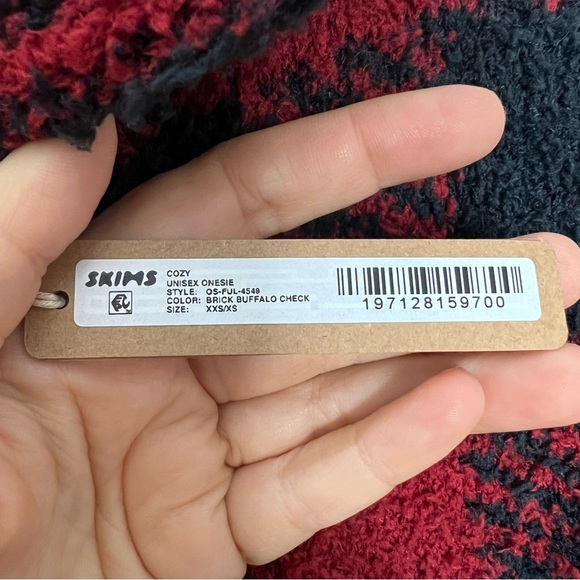 SKIMS
COZY
UNISEX ONESIE
STYLE: OS-FUL-4549
COLOR: BRICK BUFFALO CHECK
SIZE: XXS/XS
197128159700